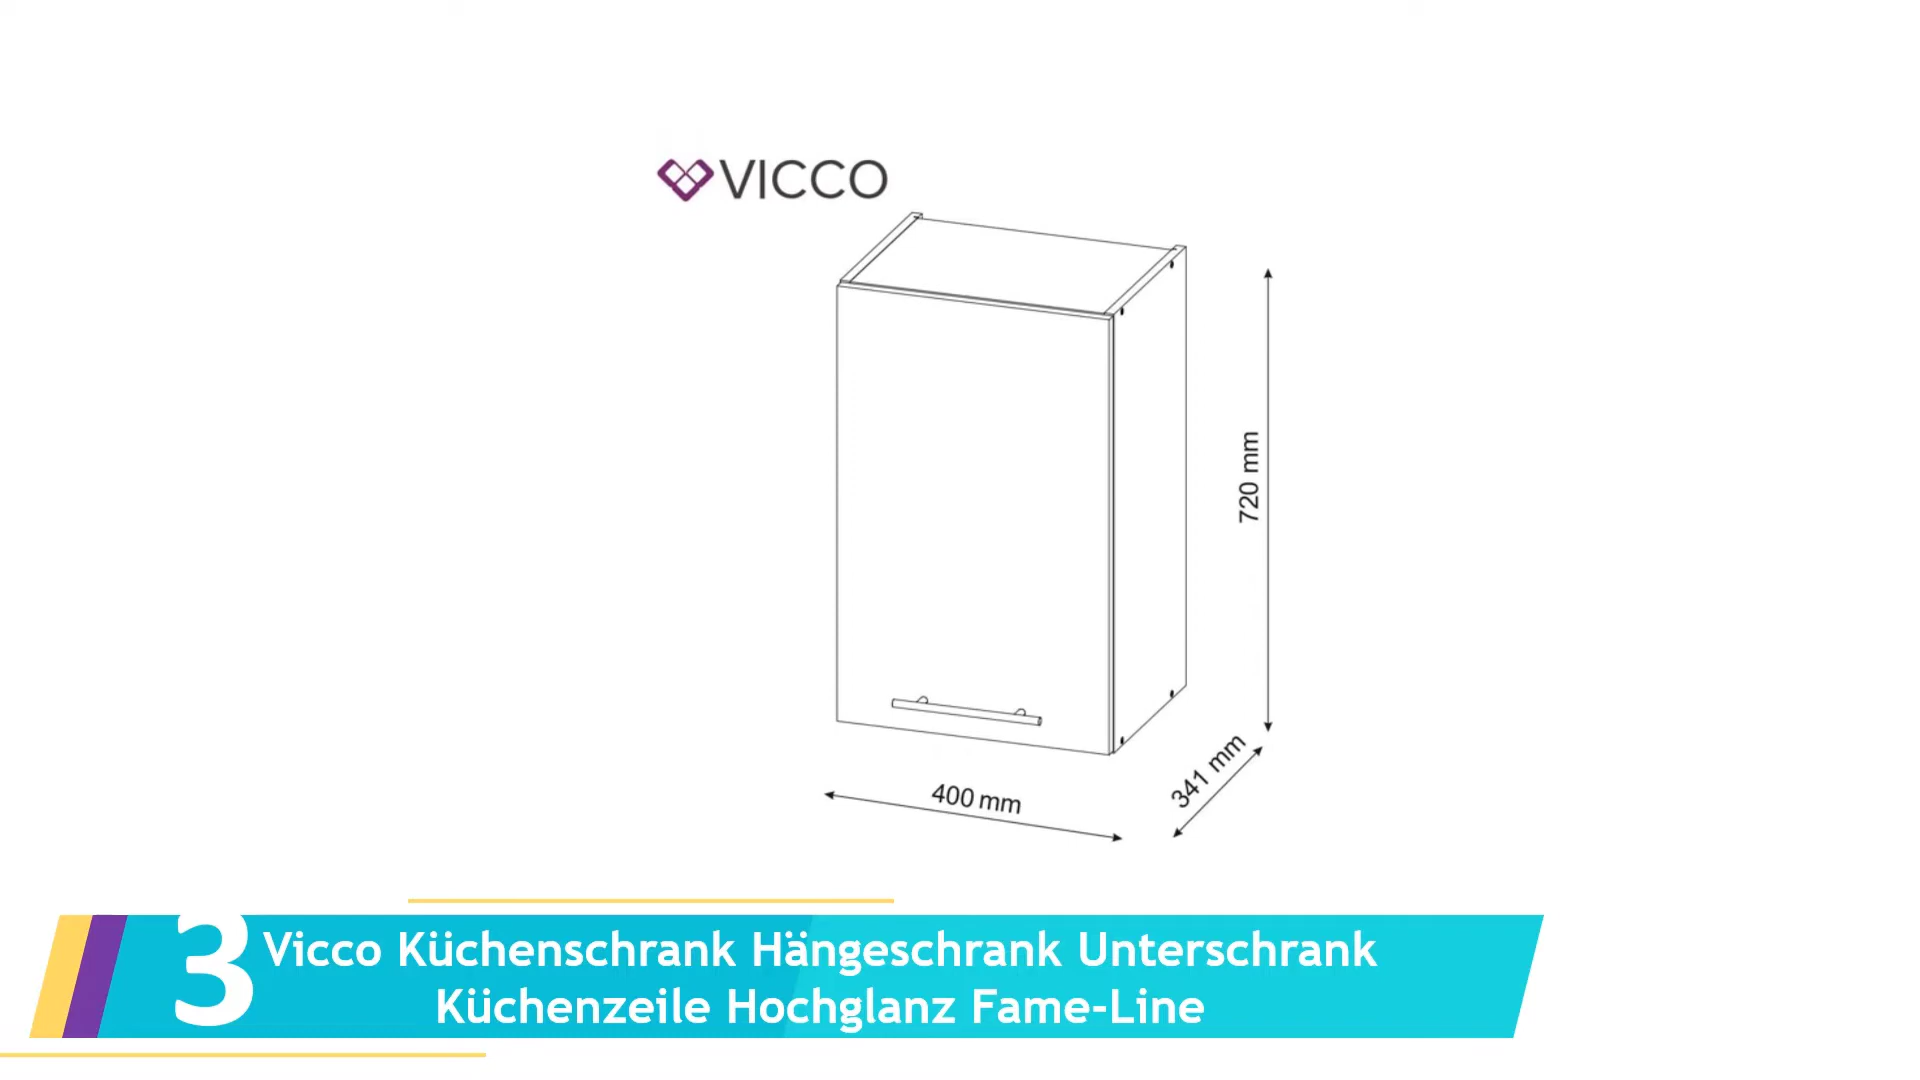 VICCO
720 mm
341 mm
400 mm
3
Vicco Küchenschrank Hängeschrank Unterschrank
Küchenzeile Hochglanz Fame-Line